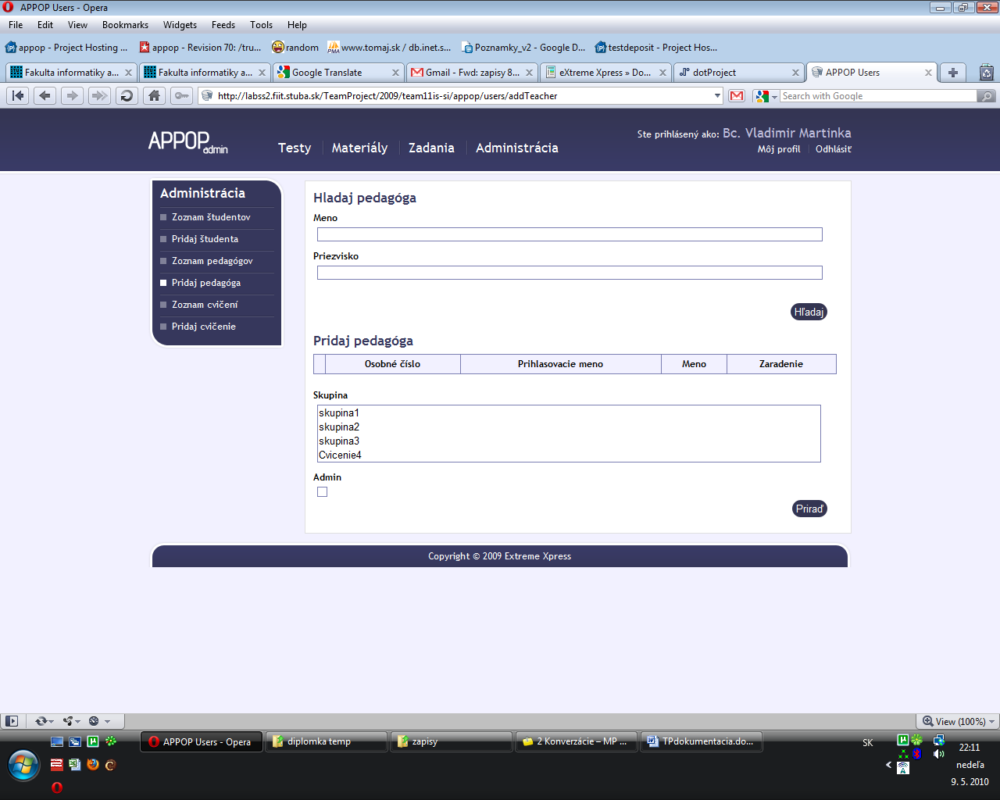 APPOP Users - Opera
File Edit View Bookmarks Widgets Feeds Tools Help
appop - Project Hosting ... appop - Revision 70: /tru... random www.tomaj.sk / db.inet.s... Poznamky_v2 - Google D... testdeposit - Project Hos...
Fakulta informatiky a... Fakulta informatiky a... Google Translate Gmail - Fwd: zapisy 8... eXtreme Xpress » Do... dotProject APPOP Users
http://labss2.fiit.stuba.sk/TeamProject/2009/team11is-si/appop/users/addTeacher Search with Google
APPOP admin
Testy Materiály Zadania Administrácia
Ste prihlásený ako: Bc. Vladimir Martinka
Môj profil Odhlásiť
Administrácia
Zoznam študentov
Pridaj študenta
Zoznam pedagógov
Pridaj pedagóga
Zoznam cvičení
Pridaj cvičenie
Hladaj pedagóga
Meno
Priezvisko
Hľadaj
Pridaj pedagóga
Osobné číslo Prihlasovacie meno Meno Zaradenie
Skupina
skupina1
skupina2
skupina3
Cvicenie4
Admin
Priraď
Copyright © 2009 Extreme Xpress
View (100%)
APPOP Users - Opera diplomka temp zapisy 2 Konverzácie – MP ... TPdokumentacia.do... SK
22:11
nedeľa
9. 5. 2010